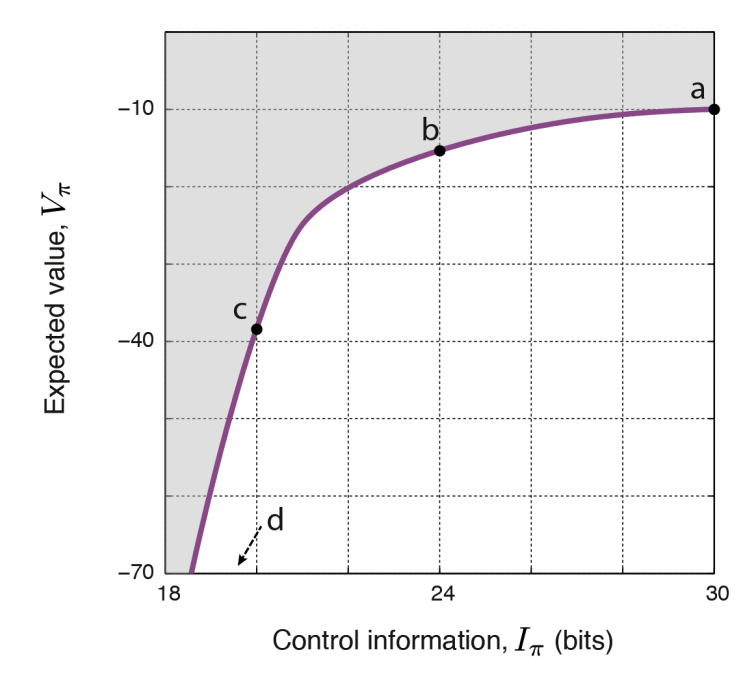 a
−10
b
Expected value, Vπ
c
−40
d
−70
18
24
30
Control information, Iπ (bits)